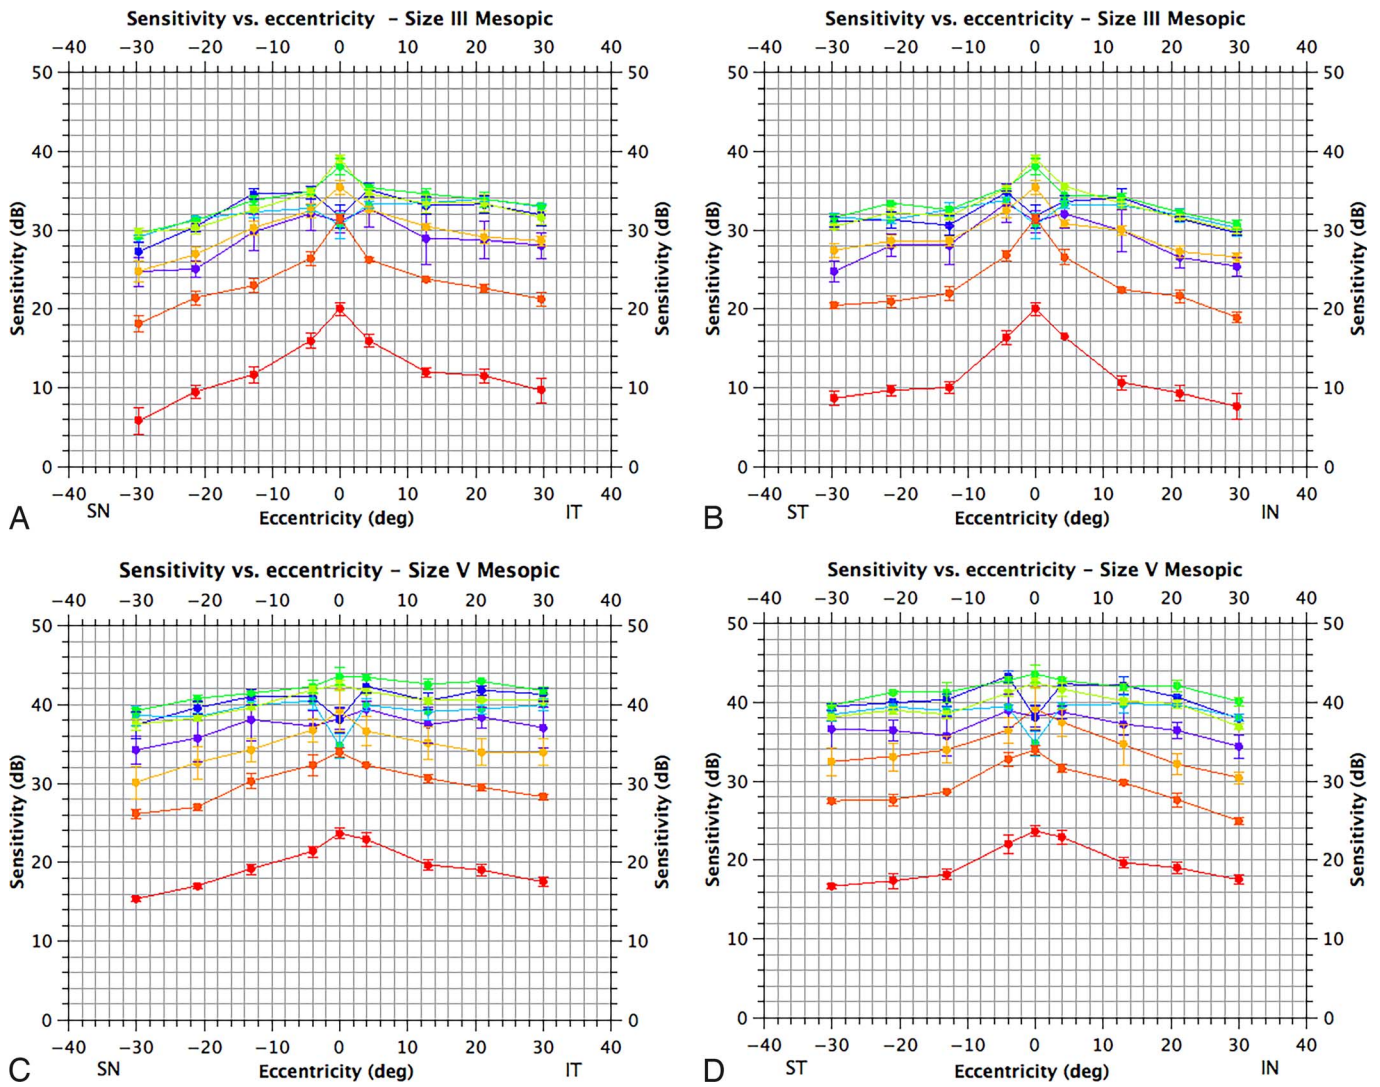 Sensitivity vs. eccentricity – Size III Mesopic
−40 −30 −20 −10 0 10 20 30 40
50 50
40 40
30 30
20 20
10 10
0 0
Sensitivity (dB)
Sensitivity (dB)
−40 −30 −20 −10 0 10 20 30 40
A SN Eccentricity (deg) IT
Sensitivity vs. eccentricity – Size III Mesopic
−40 −30 −20 −10 0 10 20 30 40
50 50
40 40
30 30
20 20
10 10
0 0
Sensitivity (dB)
Sensitivity (dB)
−40 −30 −20 −10 0 10 20 30 40
B ST Eccentricity (deg) IN
Sensitivity vs. eccentricity – Size V Mesopic
−40 −30 −20 −10 0 10 20 30 40
50 50
40 40
30 30
20 20
10 10
0 0
Sensitivity (dB)
Sensitivity (dB)
−40 −30 −20 −10 0 10 20 30 40
C SN Eccentricity (deg) IT
Sensitivity vs. eccentricity – Size V Mesopic
−40 −30 −20 −10 0 10 20 30 40
50 50
40 40
30 30
20 20
10 10
0 0
Sensitivity (dB)
Sensitivity (dB)
−40 −30 −20 −10 0 10 20 30 40
D ST Eccentricity (deg) IN